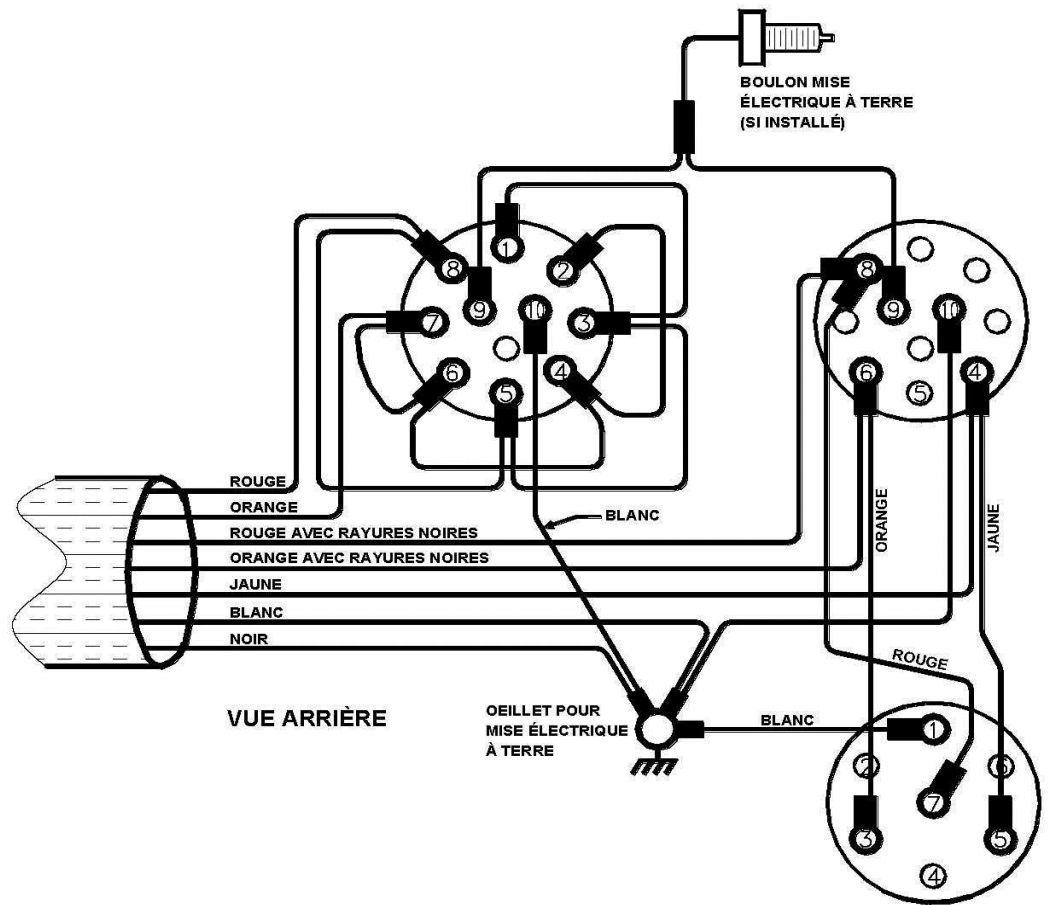 BOULON MISE
ÉLECTRIQUE À TERRE
(SI INSTALLÉ)
1
2
3
4
5
6
7
8
9
10
8
9
10
6
5
4
ROUGE
ORANGE
ROUGE AVEC RAYURES NOIRES
ORANGE AVEC RAYURES NOIRES
JAUNE
BLANC
NOIR
BLANC
ORANGE
JAUNE
ROUGE
VUE ARRIÈRE
OEILLET POUR
MISE ÉLECTRIQUE
À TERRE
BLANC
1
2
6
7
3
5
4